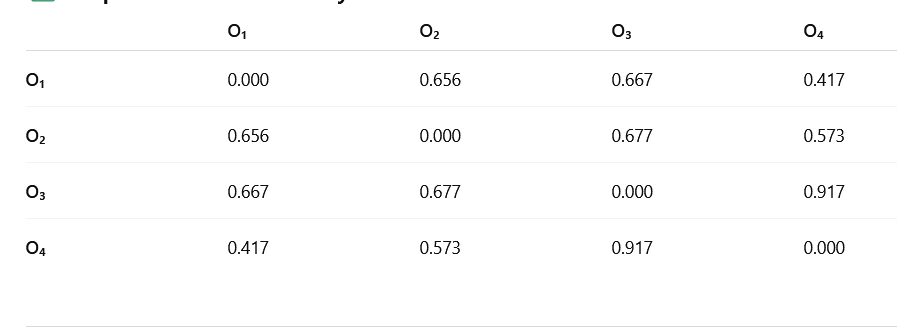 O₁ O₂ O₃ O₄
O₁ 0.000 0.656 0.667 0.417
O₂ 0.656 0.000 0.677 0.573
O₃ 0.667 0.677 0.000 0.917
O₄ 0.417 0.573 0.917 0.000